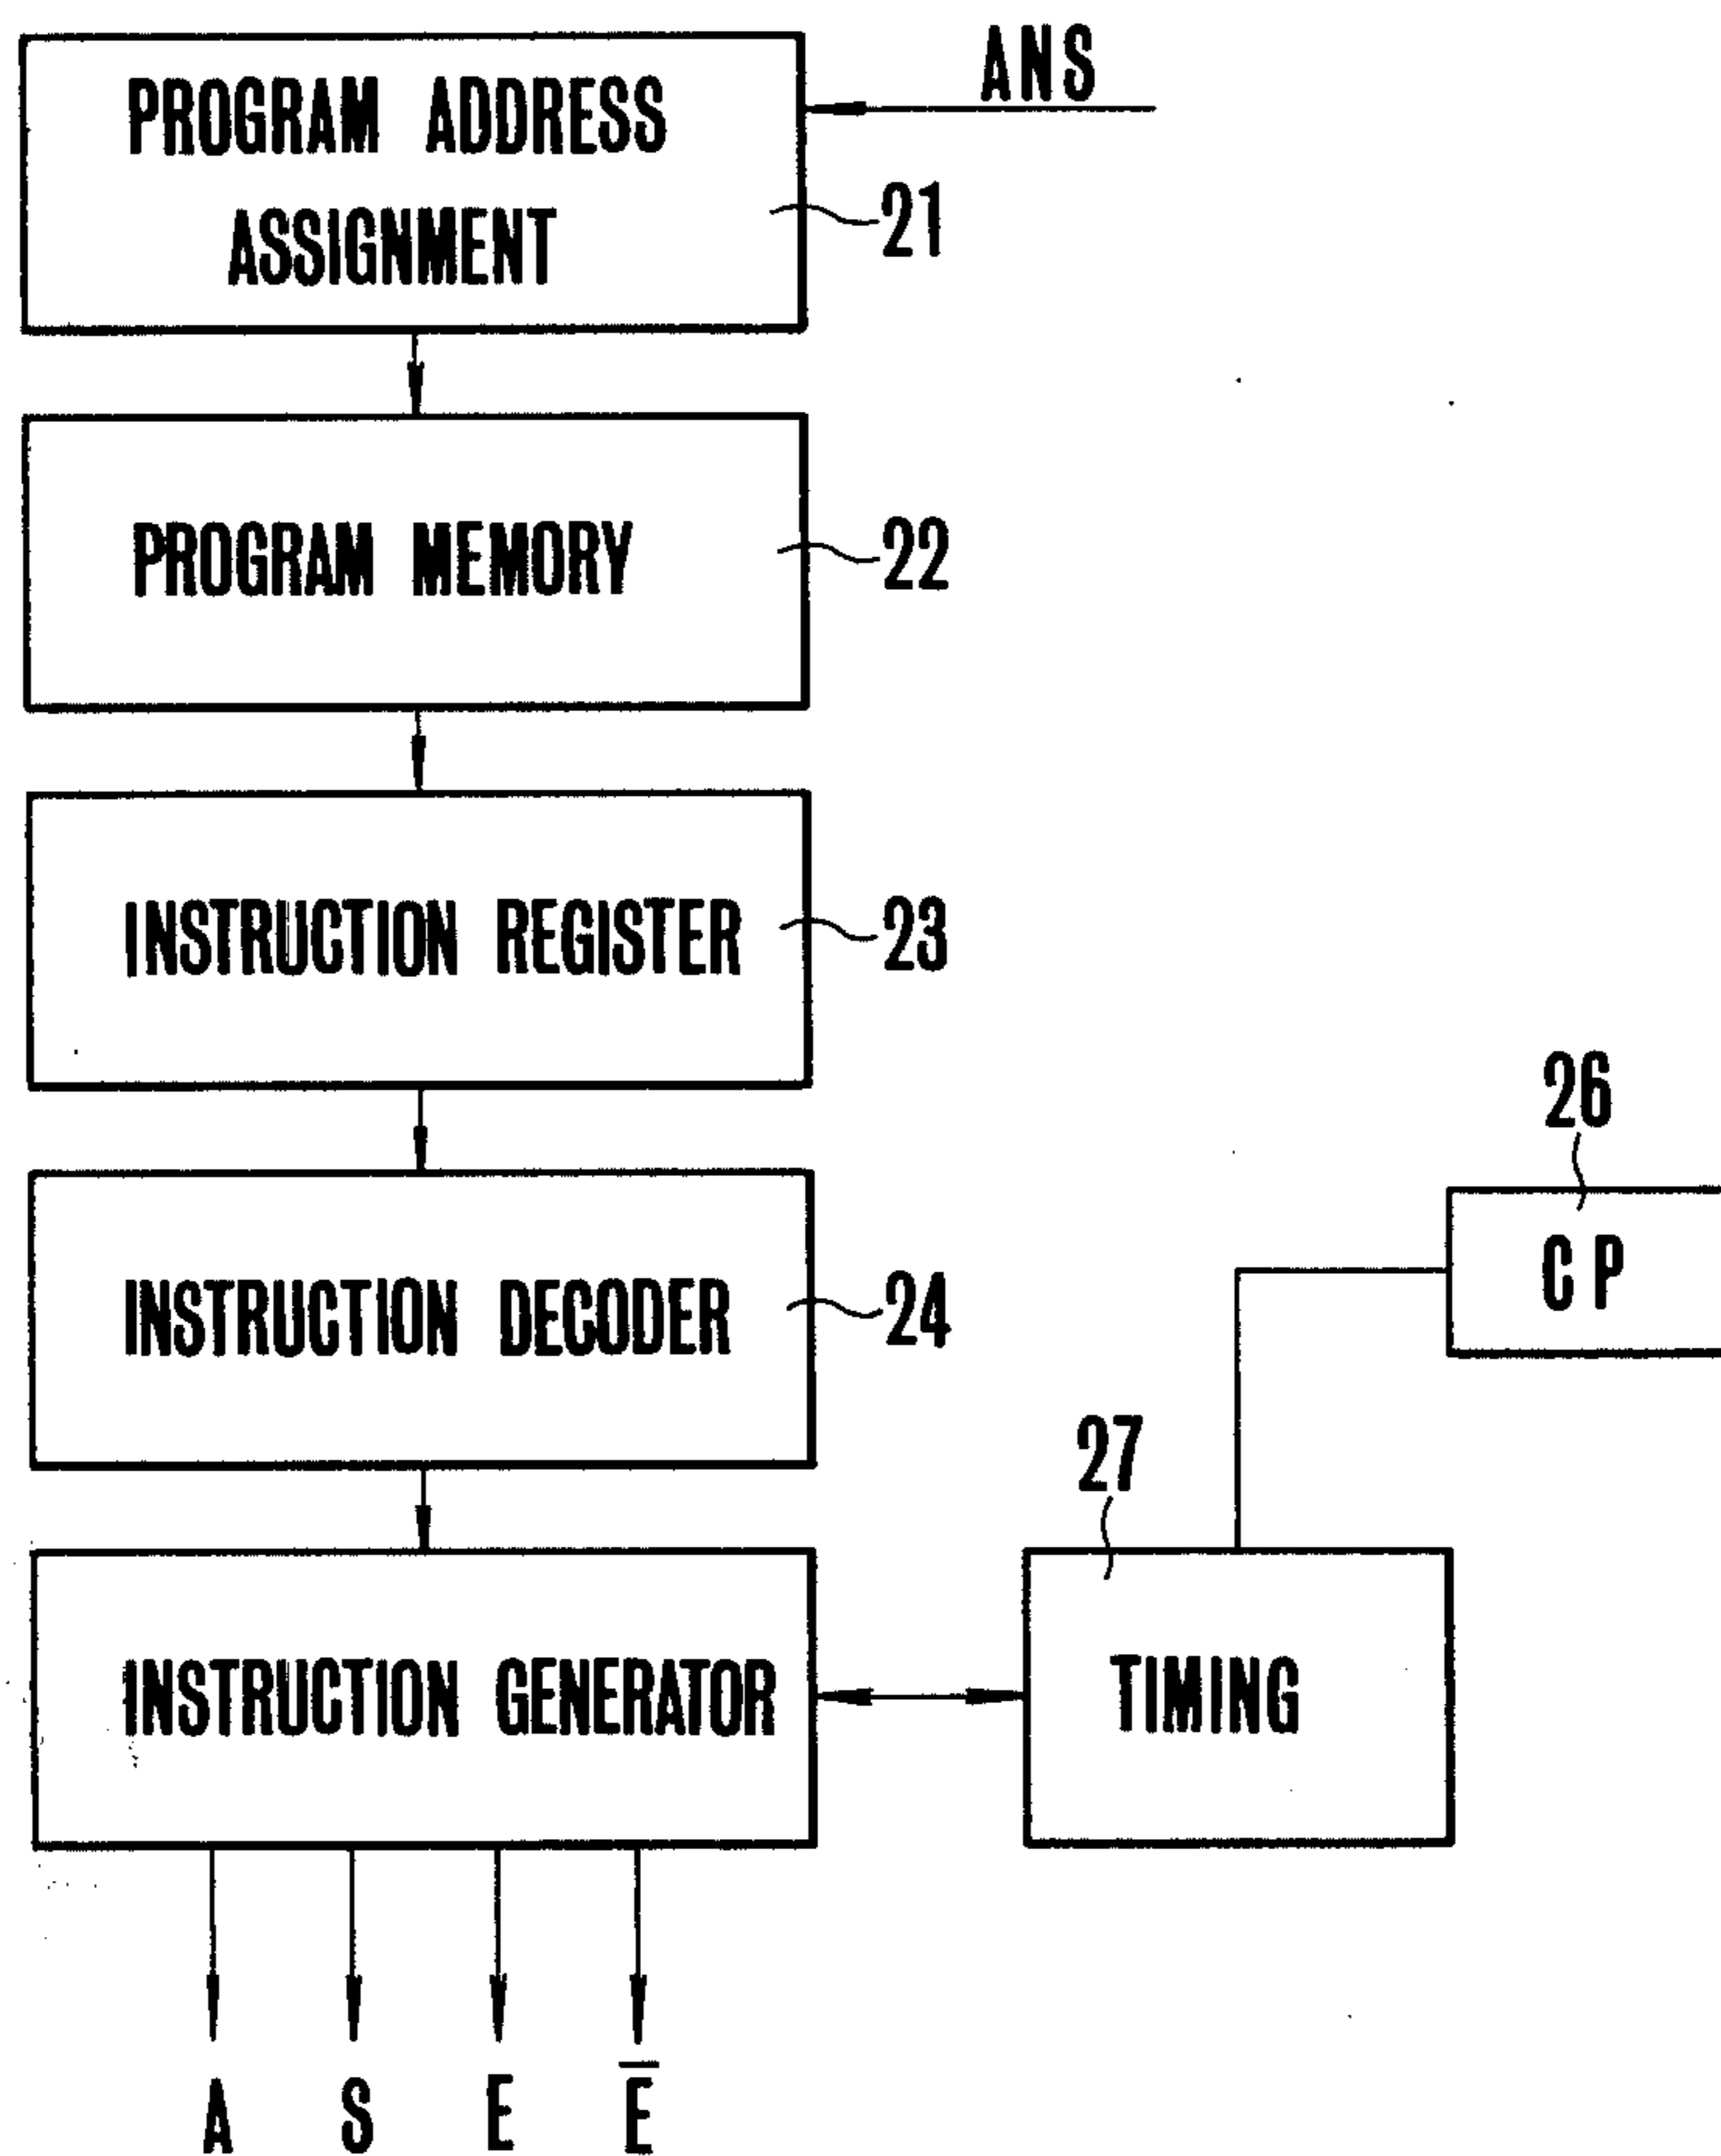 ANS
PROGRAM ADDRESS
ASSIGNMENT
21
PROGRAM MEMORY
22
INSTRUCTION REGISTER
23
26
CP
INSTRUCTION DECODER
24
27
INSTRUCTION GENERATOR
TIMING
A S E E̅